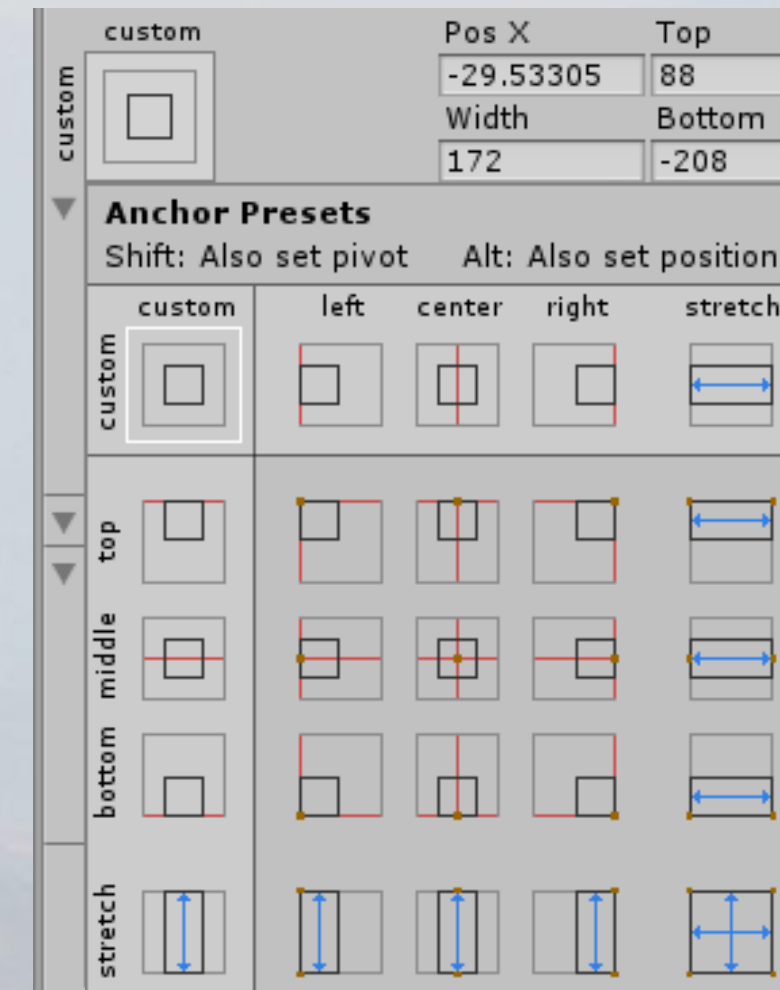 custom
Pos X Top
custom
-29.53305 88
Width Bottom
172 -208
Anchor Presets
Shift: Also set pivot Alt: Also set position
custom left center right stretch
custom
top
middle
bottom
stretch